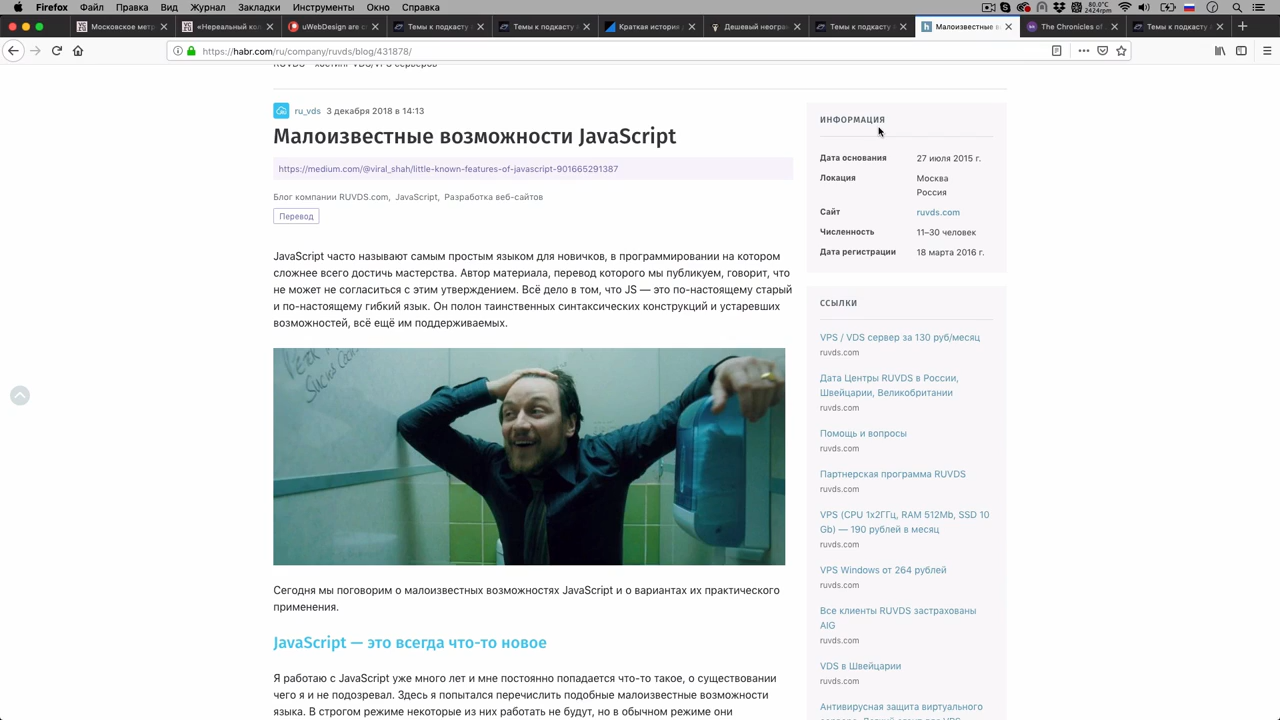 Firefox Файл Правка Вид Журнал Закладки Инструменты Окно Справка
80.0°C
2424об/мин
Московское метр
«Нереальный кол
uWebDesign are c
Темы к подкасту
Темы к подкасту
Краткая история
Дешевый неогран
Темы к подкасту
Малоизвестные в
The Chronicles of
Темы к подкасту
https://habr.com/ru/company/ruvds/blog/431878/
RUVDS – хостинг VDS/VPS серверов
ru_vds 3 декабря 2018 в 14:13
Малоизвестные возможности JavaScript
https://medium.com/@viral_shah/little-known-features-of-javascript-901665291387
Блог компании RUVDS.com, JavaScript, Разработка веб-сайтов
Перевод
JavaScript часто называют самым простым языком для новичков, в программировании на котором
сложнее всего достичь мастерства. Автор материала, перевод которого мы публикуем, говорит, что
не может не согласиться с этим утверждением. Всё дело в том, что JS — это по-настоящему старый
и по-настоящему гибкий язык. Он полон таинственных синтаксических конструкций и устаревших
возможностей, всё ещё им поддерживаемых.
Сегодня мы поговорим о малоизвестных возможностях JavaScript и о вариантах их практического
применения.
JavaScript — это всегда что-то новое
Я работаю с JavaScript уже много лет и мне постоянно попадается что-то такое, о существовании
чего я и не подозревал. Здесь я попытался перечислить подобные малоизвестные возможности
языка. В строгом режиме некоторые из них работать не будут, но в обычном режиме они
ИНФОРМАЦИЯ
Дата основания 27 июля 2015 г.
Локация Москва
Россия
Сайт ruvds.com
Численность 11–30 человек
Дата регистрации 18 марта 2016 г.
ССЫЛКИ
VPS / VDS сервер за 130 руб/месяц
ruvds.com
Дата Центры RUVDS в России,
Швейцарии, Великобритании
ruvds.com
Помощь и вопросы
ruvds.com
Партнерская программа RUVDS
ruvds.com
VPS (CPU 1x2ГГц, RAM 512Mb, SSD 10
Gb) — 190 рублей в месяц
ruvds.com
VPS Windows от 264 рублей
ruvds.com
Все клиенты RUVDS застрахованы
AIG
ruvds.com
VDS в Швейцарии
ruvds.com
Антивирусная защита виртуального